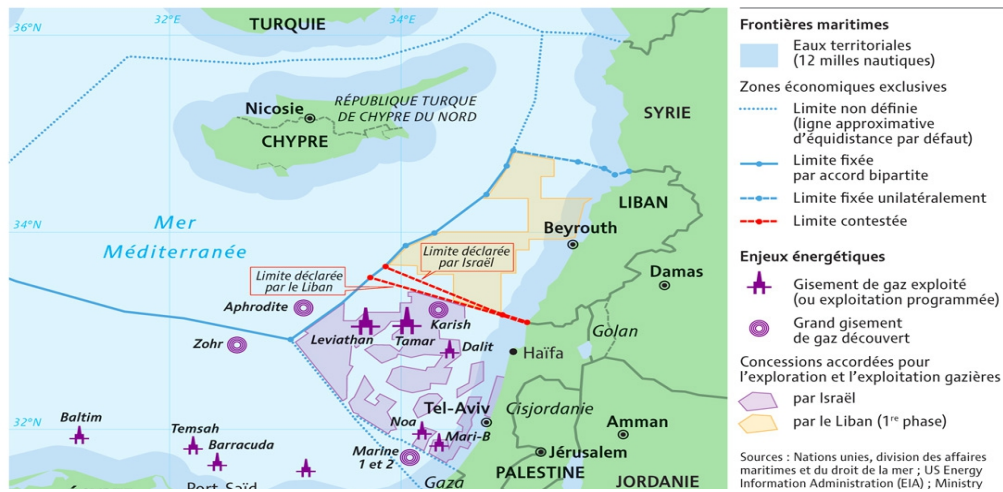 36°N
32°E
34°E
TURQUIE
Nicosie
RÉPUBLIQUE TURQUE
DE CHYPRE DU NORD
CHYPRE
SYRIE
34°N
Mer
Méditerranée
LIBAN
Beyrouth
Limite déclarée
par Israël
Limite déclarée
par le Liban
Damas
Aphrodite
Zohr
Leviathan
Tamar
Karish
Dalit
Golan
Haïfa
32°N
Baltim
Temsah
Barracuda
Noa
Mari-B
Marine
1 et 2
Tel-Aviv
Cisjordanie
Amman
Jérusalem
PALESTINE
Gaza
JORDANIE
Port-Saïd
Frontières maritimes
Eaux territoriales
(12 milles nautiques)
Zones économiques exclusives
Limite non définie
(ligne approximative
d'équidistance par défaut)
Limite fixée
par accord bipartite
Limite fixée unilatéralement
Limite contestée
Enjeux énergétiques
Gisement de gaz exploité
(ou exploitation programmée)
Grand gisement
de gaz découvert
Concessions accordées pour
l'exploration et l'exploitation gazières
par Israël
par le Liban (1re phase)
Sources : Nations unies, division des affaires
maritimes et du droit de la mer ; US Energy
Information Administration (EIA) ; Ministry